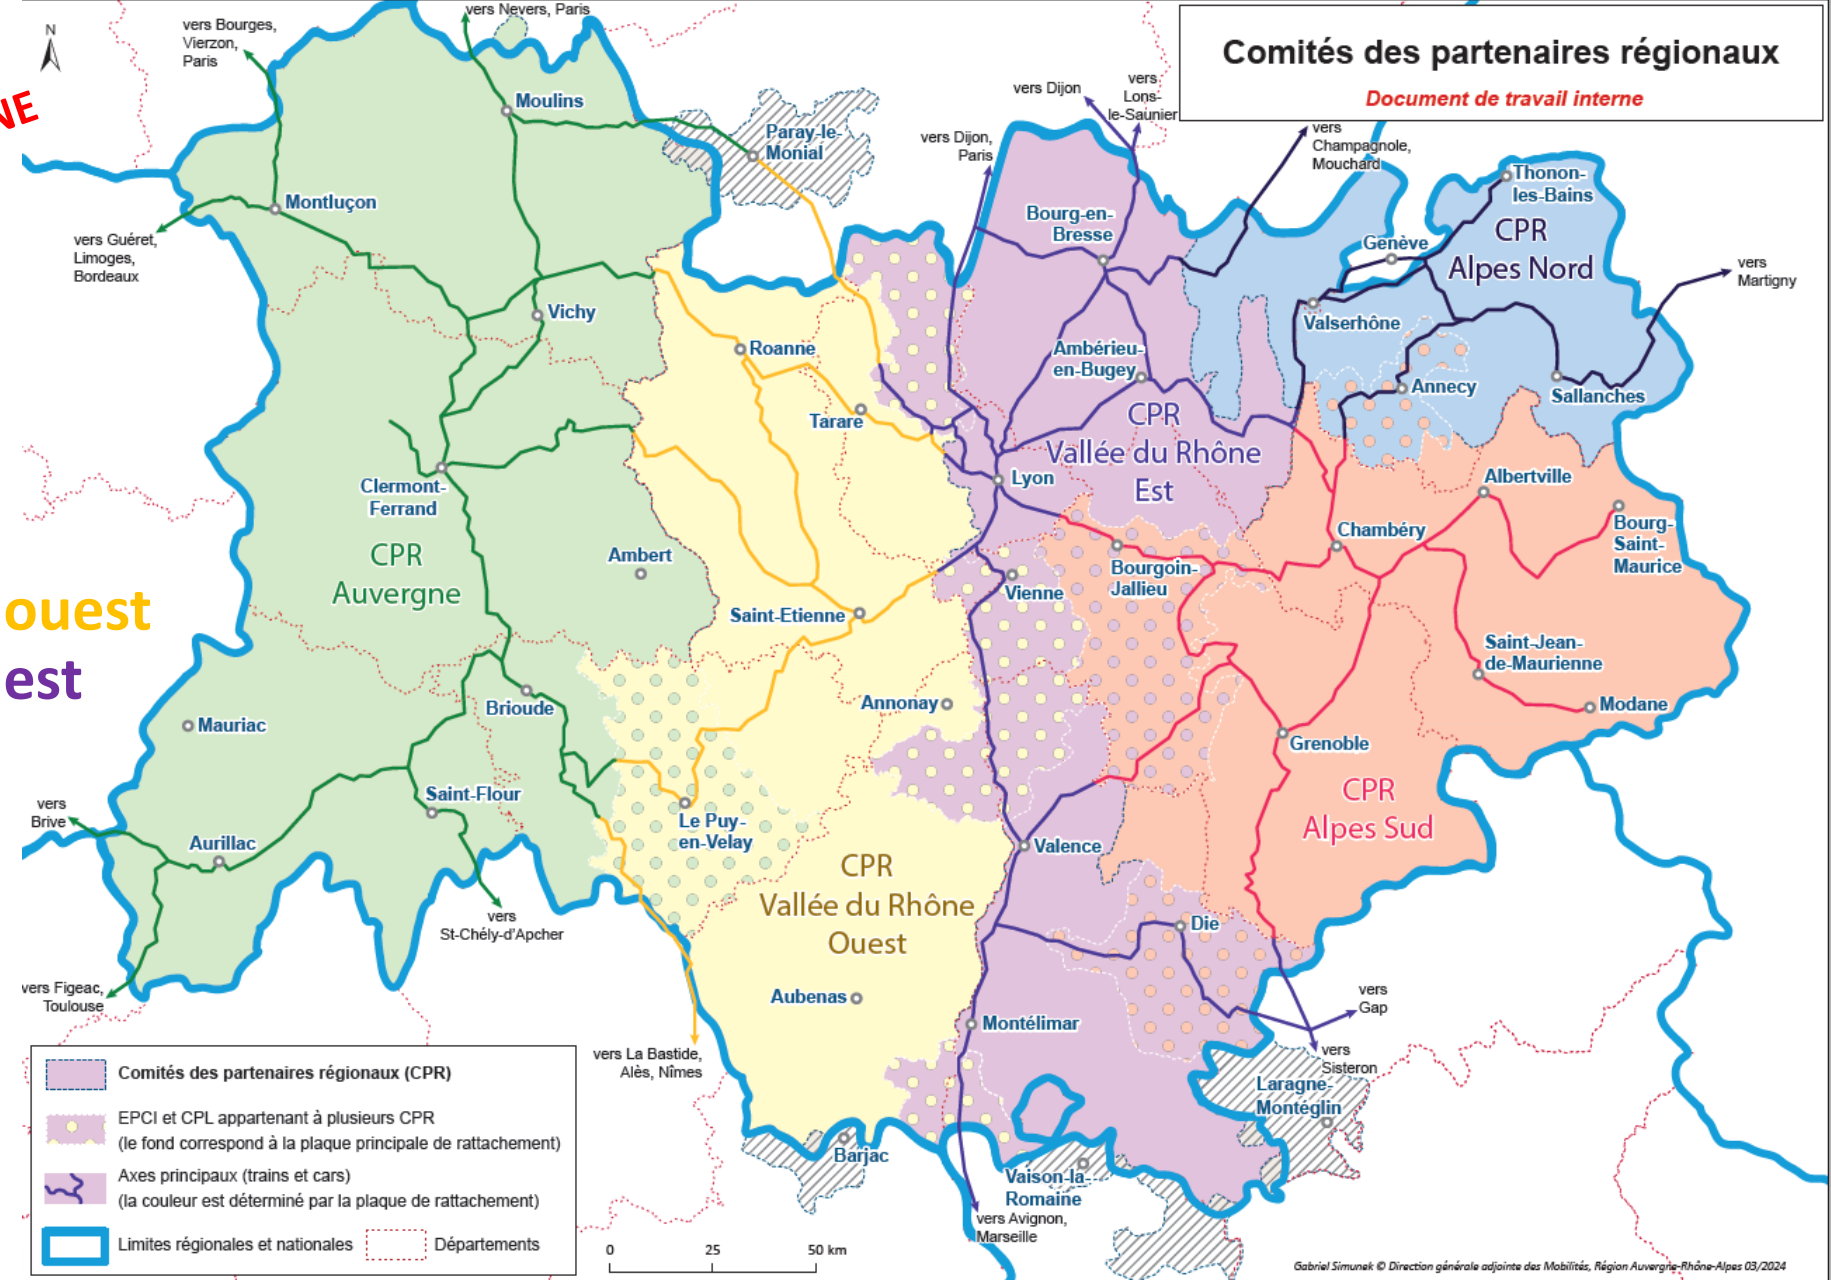 Comités des partenaires régionaux
Document de travail interne
N
NE
ouest
est
vers Bourges,
Vierzon,
Paris
vers Nevers, Paris
Moulins
Paray-le-
Monial
vers Dijon,
Paris
vers Dijon
vers
Lons-
le-Saunier
vers
Champagnole,
Mouchard
Thonon-
les-Bains
CPR
Alpes Nord
Genève
vers
Martigny
Montluçon
vers Guéret,
Limoges,
Bordeaux
Bourg-en-
Bresse
Vichy
Valserhône
Roanne
Ambérieu-
en-Bugey
Annecy
Sallanches
Tarare
CPR
Vallée du Rhône
Est
Lyon
Clermont-
Ferrand
Albertville
Bourg-
Saint-
Maurice
Chambéry
CPR
Auvergne
Ambert
Bourgoin-
Jallieu
Vienne
Saint-Etienne
Saint-Jean-
de-Maurienne
Modane
Annonay
Brioude
Mauriac
Grenoble
CPR
Alpes Sud
Saint-Flour
vers
Brive
Aurillac
Le Puy-
en-Velay
Valence
CPR
Vallée du Rhône
Ouest
vers
St-Chély-d'Apcher
Die
vers Figeac,
Toulouse
Aubenas
Montélimar
vers
Gap
vers La Bastide,
Alès, Nîmes
vers
Sisteron
Laragne-
Montéglin
Barjac
Vaison-la-
Romaine
vers Avignon,
Marseille
Comités des partenaires régionaux (CPR)
EPCI et CPL appartenant à plusieurs CPR
(le fond correspond à la plaque principale de rattachement)
Axes principaux (trains et cars)
(la couleur est déterminé par la plaque de rattachement)
Limites régionales et nationales
Départements
0 25 50 km
Gabriel Simunek © Direction générale adjointe des Mobilités, Région Auvergne-Rhône-Alpes 03/2024